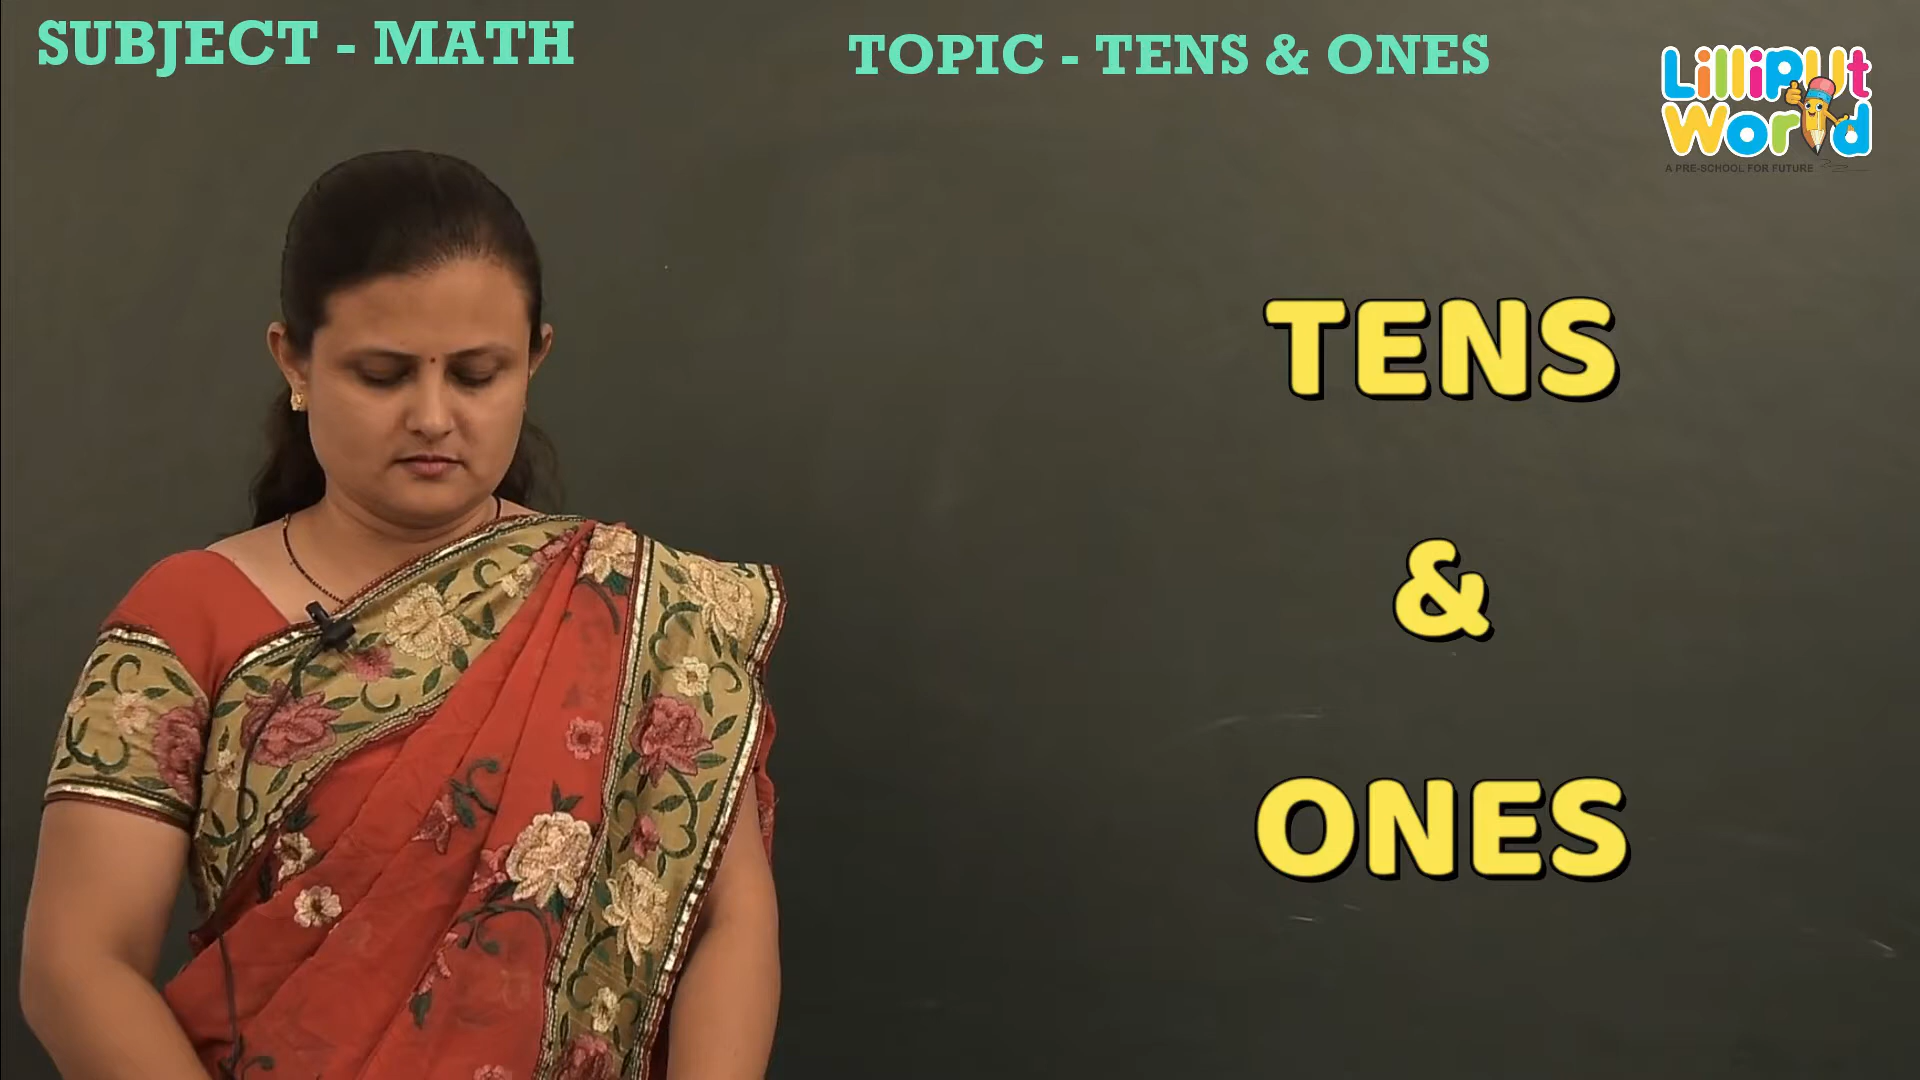 SUBJECT - MATH
TOPIC - TENS & ONES
Lilliput
World
A PRE-SCHOOL FOR FUTURE
TENS
&
ONES